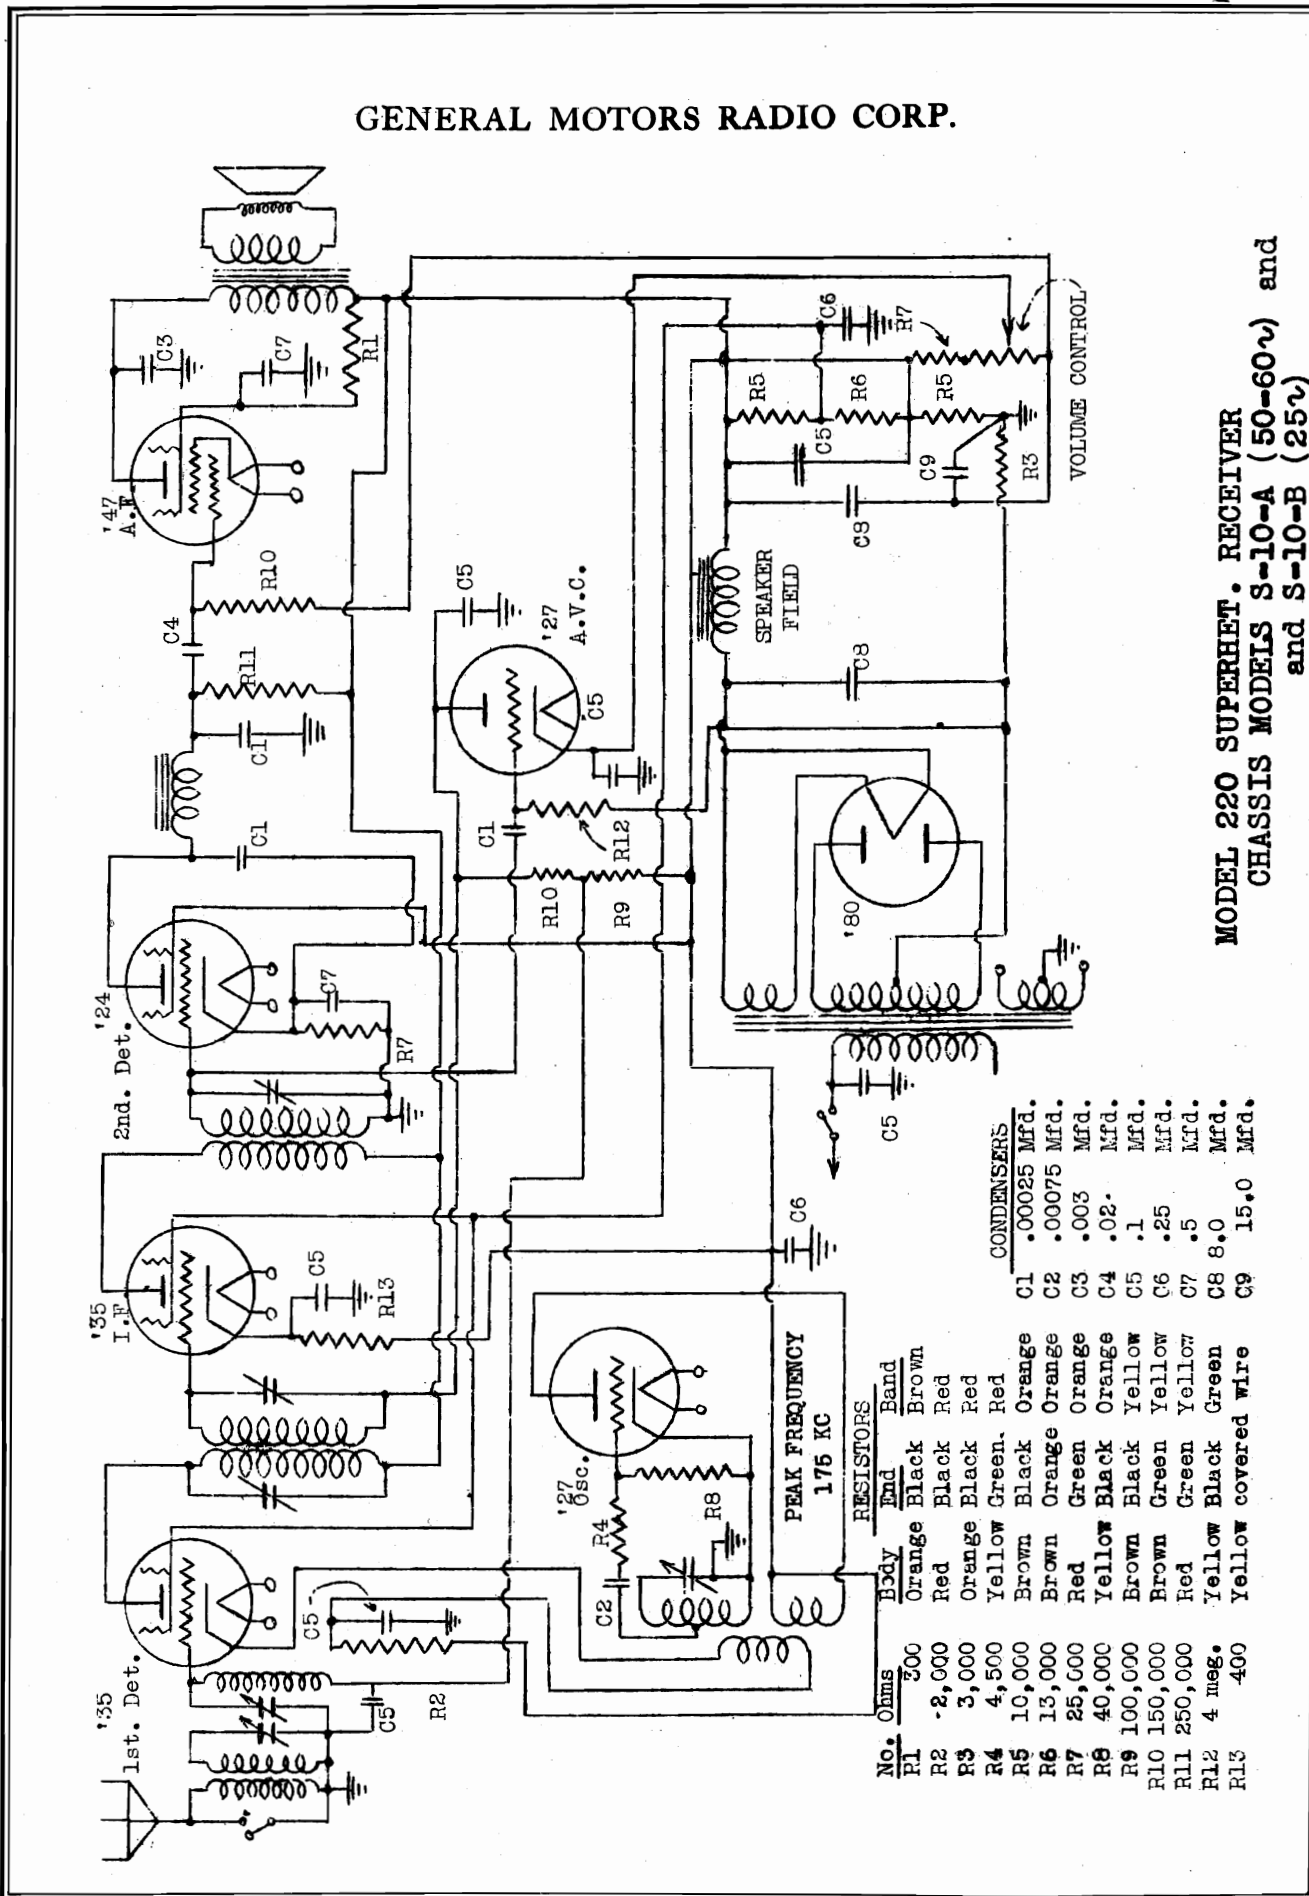 GENERAL MOTORS RADIO CORP.
'35
1st. Det.
'35
I.F.
'24
2nd. Det.
'47
A.F.
C3
C7
R1
C4
R10
R11
C1
C1
C7
R7
C5
R13
C5
R2
C5
'27
A.V.C.
C5
C5
C1
R12
R10
R9
'27
Osc.
R4
R8
C2
C6
C6
R7
R5
R6
R5
C5
C9
R3
C8
C8
SPEAKER
FIELD
VOLUME CONTROL
'80
C5
PEAK FREQUENCY
175 KC
RESISTORS
No. Ohms Body End Band
R1 300 Orange Black Brown
R2 -2,000 Red Black Red
R3 3,000 Orange Black Red
R4 4,500 Yellow Green. Red
R5 10,000 Brown Black Orange
R6 13,000 Brown Orange Orange
R7 25,000 Red Green Orange
R8 40,000 Yellow Black Orange
R9 100,000 Brown Black Yellow
R10 150,000 Brown Green Yellow
R11 250,000 Red Green Yellow
R12 4 meg. Yellow Black Green
R13 400 Yellow covered wire
CONDENSERS
C1 .00025 Mfd.
C2 .00075 Mfd.
C3 .003 Mfd.
C4 .02. Mfd.
C5 .1 Mfd.
C6 .25 Mfd.
C7 .5 Mfd.
C8 8.0 Mfd.
C9 15.0 Mfd.
MODEL 220 SUPERHET. RECEIVER
CHASSIS MODELS S-10-A (50-60~) and
and S-10-B (25~)